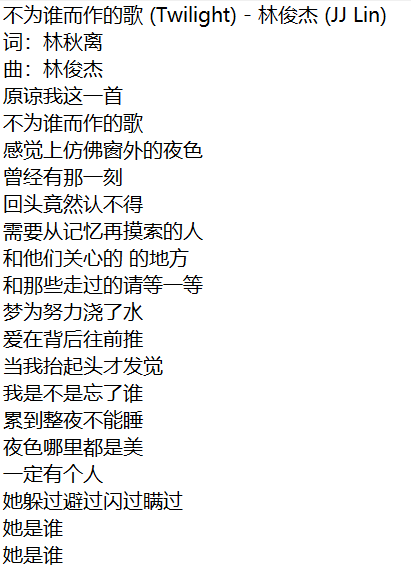 不为谁而作的歌 (Twilight) - 林俊杰 (JJ Lin)
词：林秋离
曲：林俊杰
原谅我这一首
不为谁而作的歌
感觉上仿佛窗外的夜色
曾经有那一刻
回头竟然认不得
需要从记忆再摸索的人
和他们关心的 的地方
和那些走过的请等一等
梦为努力浇了水
爱在背后往前推
当我抬起头才发觉
我是不是忘了谁
累到整夜不能睡
夜色哪里都是美
一定有个人
她躲过避过闪过瞒过
她是谁
她是谁